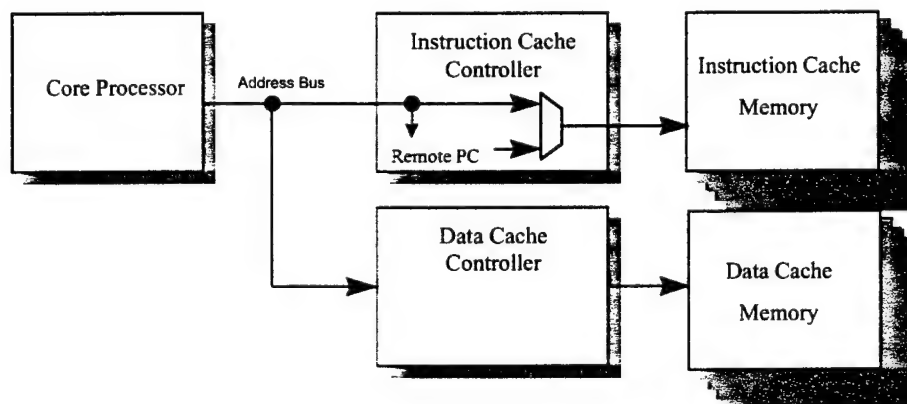 Core Processor
Address Bus
Instruction Cache
Controller
Remote PC
Instruction Cache
Memory
Data Cache
Controller
Data Cache
Memory